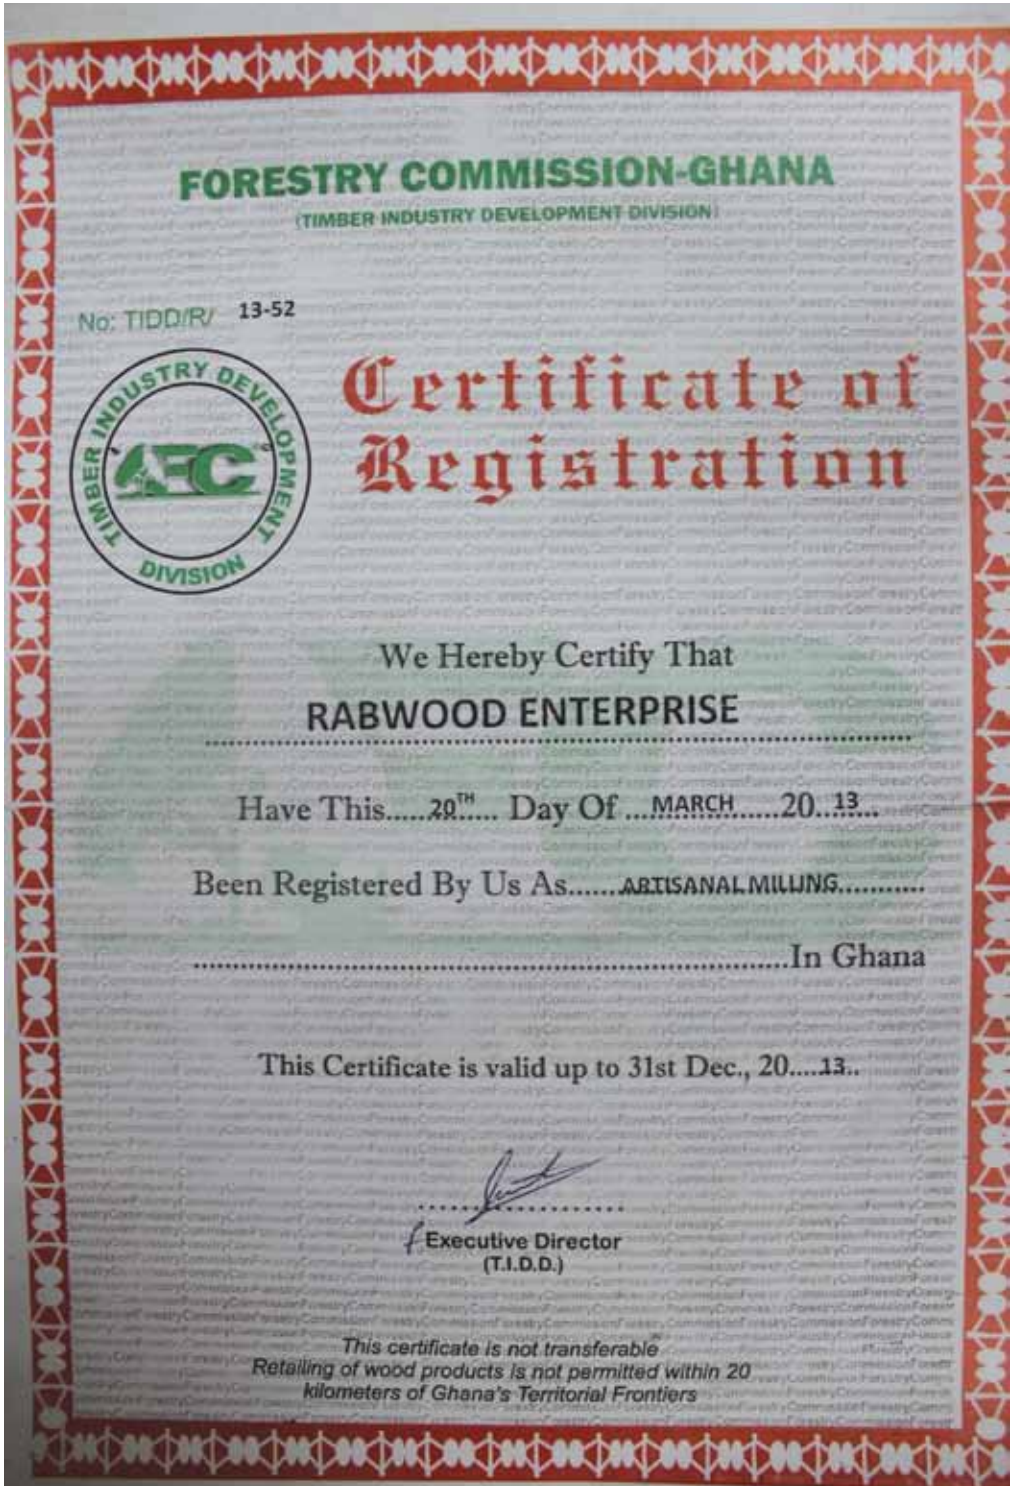 FORESTRY COMMISSION-GHANA
(TIMBER INDUSTRY DEVELOPMENT DIVISION)
No: TIDD/R/ 13-52
TIMBER INDUSTRY DEVELOPMENT
DIVISION
Certificate of
Registration
We Hereby Certify That
RABWOOD ENTERPRISE
Have This.....20TH..... Day Of ...MARCH......20..13...
Been Registered By Us As.......ARTISANAL MILLING...........
In Ghana
This Certificate is valid up to 31st Dec., 20....13..
Executive Director
(T.I.D.D.)
This certificate is not transferable
Retailing of wood products is not permitted within 20
kilometers of Ghana's Territorial Frontiers